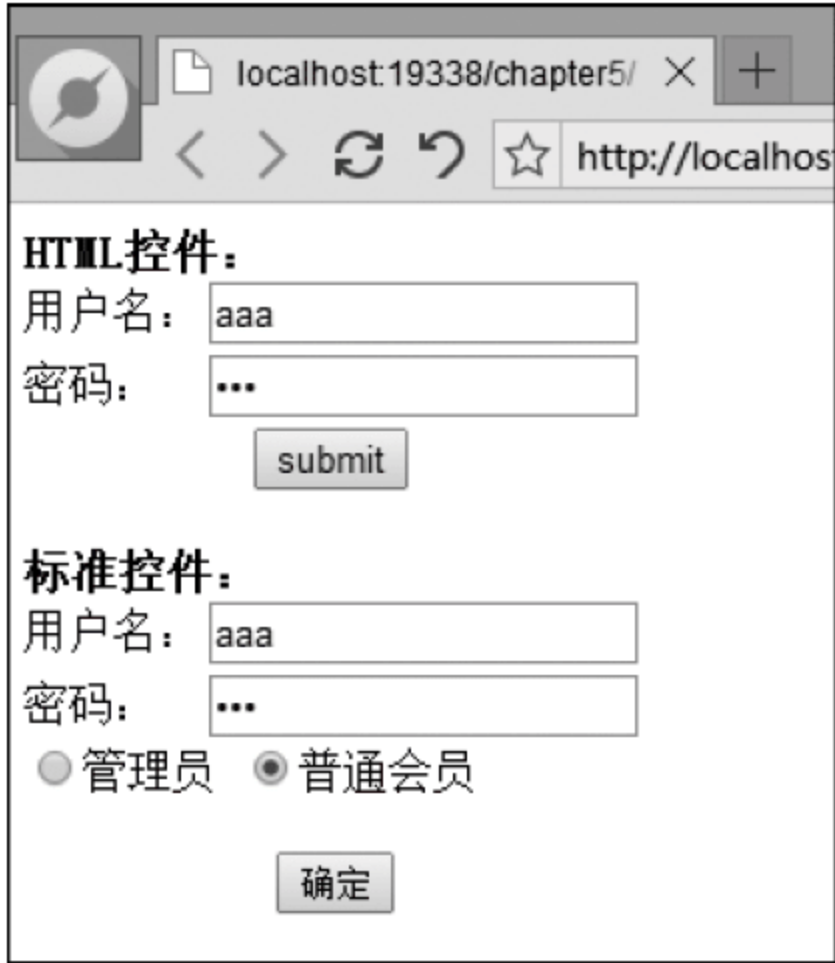 localhost:19338/chapter5/
http://localhos
HTML控件：
用户名： aaa
密码： •••
submit
标准控件：
用户名： aaa
密码： •••
管理员 普通会员
确定